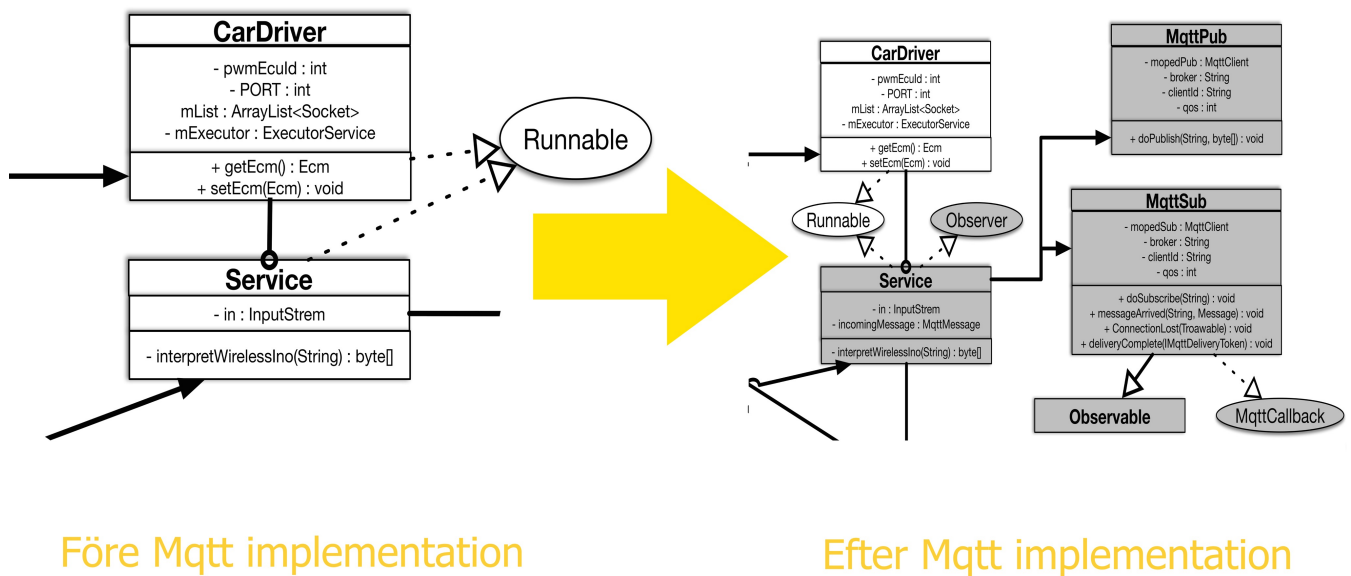 CarDriver
- pwmEcuId : int
- PORT : int
mList : ArrayList<Socket>
- mExecutor : ExecutorService
+ getEcm() : Ecm
+ setEcm(Ecm) : void
Runnable
Service
- in : InputStrem
- interpretWirelessIno(String) : byte[]
Före Mqtt implementation
CarDriver
- pwmEcuId : int
- PORT : int
mList : ArrayList<Socket>
- mExecutor : ExecutorService
+ getEcm() : Ecm
+ setEcm(Ecm) : void
Runnable
Observer
Service
- in : InputStrem
- incomingMessage : MqttMessage
- interpretWirelessIno(String) : byte[]
MqttPub
- mopedPub : MqttClient
- broker : String
- clientId : String
- qos : int
+ doPublish(String, byte[]) : void
MqttSub
- mopedSub : MqttClient
- broker : String
- clientId : String
- qos : int
+ doSubscribe(String) : void
+ messageArrived(String, Message) : void
+ ConnectionLost(Troawable) : void
+ deliveryComplete(IMqttDeliveryToken) : void
Observable
MqttCallback
Efter Mqtt implementation